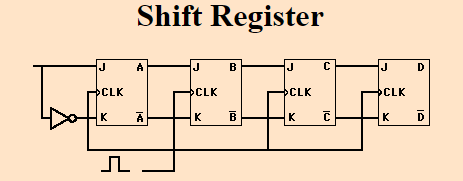 Shift Register
J A J B J C J D
CLK CLK CLK CLK
K A̅ K B̅ K C̅ K D̅